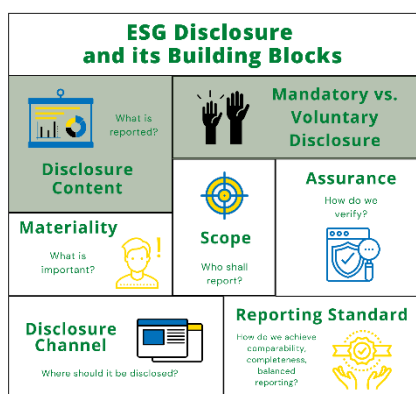 ESG Disclosure
and its Building Blocks
What is
reported?
Disclosure
Content
Mandatory vs.
Voluntary
Disclosure
Materiality
What is
important?
Scope
Who shall
report?
Assurance
How do we
verify?
Disclosure
Channel
Where should it be disclosed?
Reporting Standard
How do we achieve
comparability,
completeness,
balanced
reporting?